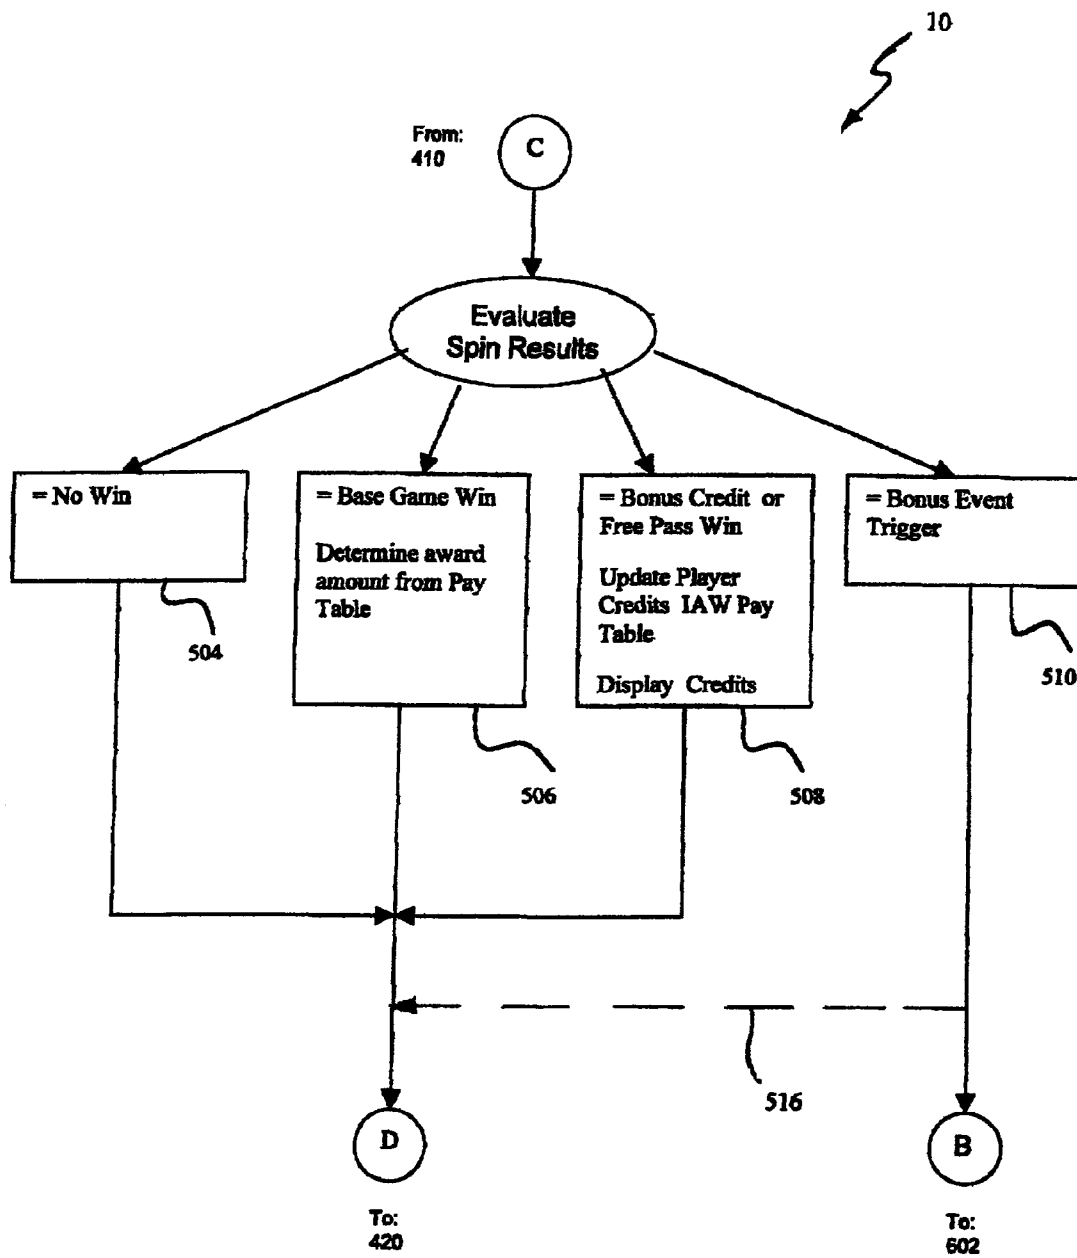 10
From:
410
C
Evaluate
Spin Results
= No Win
= Base Game Win
Determine award
amount from Pay
Table
= Bonus Credit or
Free Pass Win
Update Player
Credits IAW Pay
Table
Display Credits
= Bonus Event
Trigger
504
506
508
510
516
D
B
To:
420
To:
602